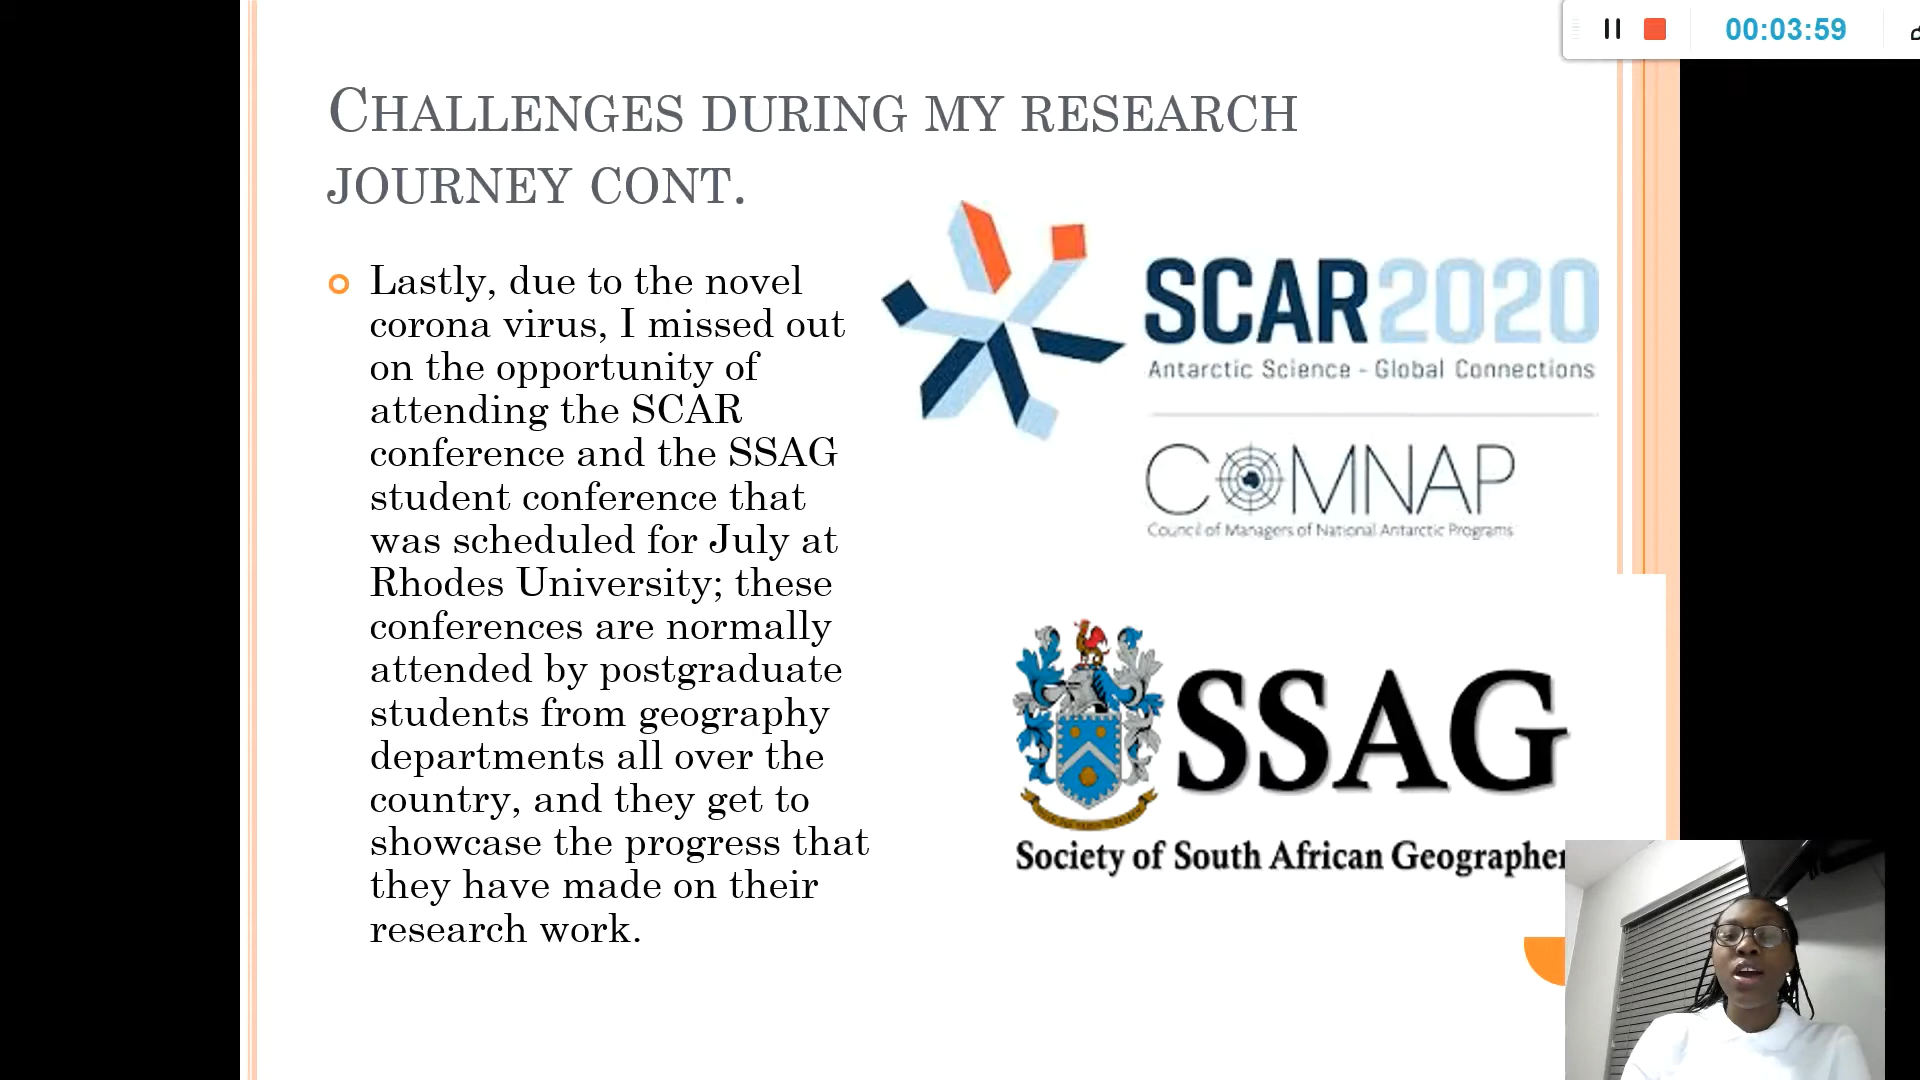 00:03:59
CHALLENGES DURING MY RESEARCH
JOURNEY CONT.
Lastly, due to the novel
corona virus, I missed out
on the opportunity of
attending the SCAR
conference and the SSAG
student conference that
was scheduled for July at
Rhodes University; these
conferences are normally
attended by postgraduate
students from geography
departments all over the
country, and they get to
showcase the progress that
they have made on their
research work.
SCAR2020
Antarctic Science - Global Connections
COMNAP
Council of Managers of National Antarctic Programs
SSAG
Society of South African Geographer